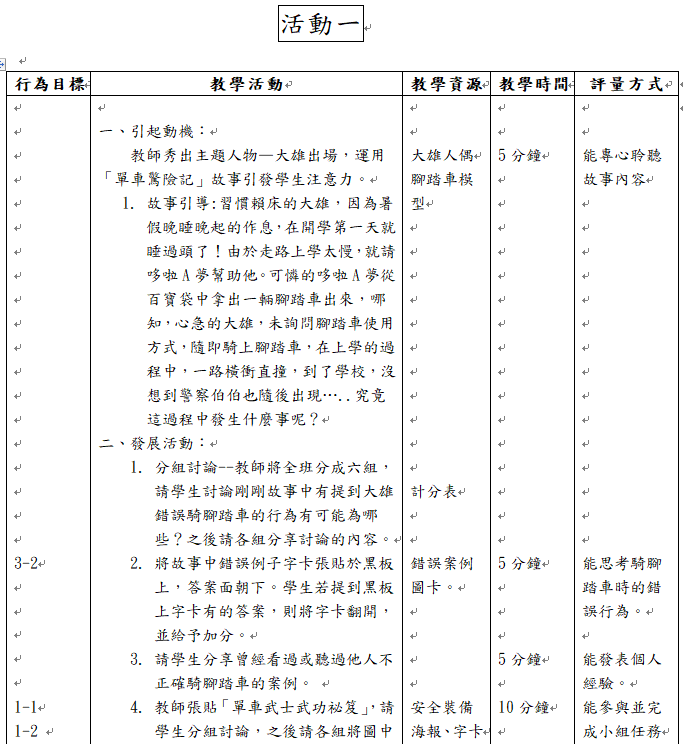 活動一
行為目標 教學活動 教學資源 教學時間 評量方式
一、引起動機：
教師秀出主題人物—大雄出場，運用 大雄人偶 5 分鐘 能專心聆聽
「單車驚險記」故事引發學生注意力。 腳踏車模 故事內容
1. 故事引導:習慣賴床的大雄，因為暑 型
假晚睡晚起的作息，在開學第一天就
睡過頭了！由於走路上學太慢，就請
哆啦 A 夢幫助他。可憐的哆啦 A 夢從
百寶袋中拿出一輛腳踏車出來，哪
知，心急的大雄，未詢問腳踏車使用
方式，隨即騎上腳踏車，在上學的過
程中，一路橫衝直撞，到了學校，沒
想到警察伯伯也隨後出現…..究竟
這過程中發生什麼事呢？
二、發展活動：
1. 分組討論--教師將全班分成六組，
請學生討論剛剛故事中有提到大雄 計分表
錯誤騎腳踏車的行為有可能為哪
些？之後請各組分享討論的內容。
3-2 2. 將故事中錯誤例子字卡張貼於黑板 錯誤案例 5 分鐘 能思考騎腳
上，答案面朝下。學生若提到黑板 圖卡。 踏車時的錯
上字卡有的答案，則將字卡翻開， 誤行為。
並給予加分。
3. 請學生分享曾經看過或聽過他人不 5 分鐘 能發表個人
正確騎腳踏車的案例。 經驗。
1-1 4. 教師張貼「單車武士武功祕笈」，請 安全裝備 10 分鐘 能參與並完
1-2 學生分組討論，之後請各組將圖中 海報、字卡 成小組任務